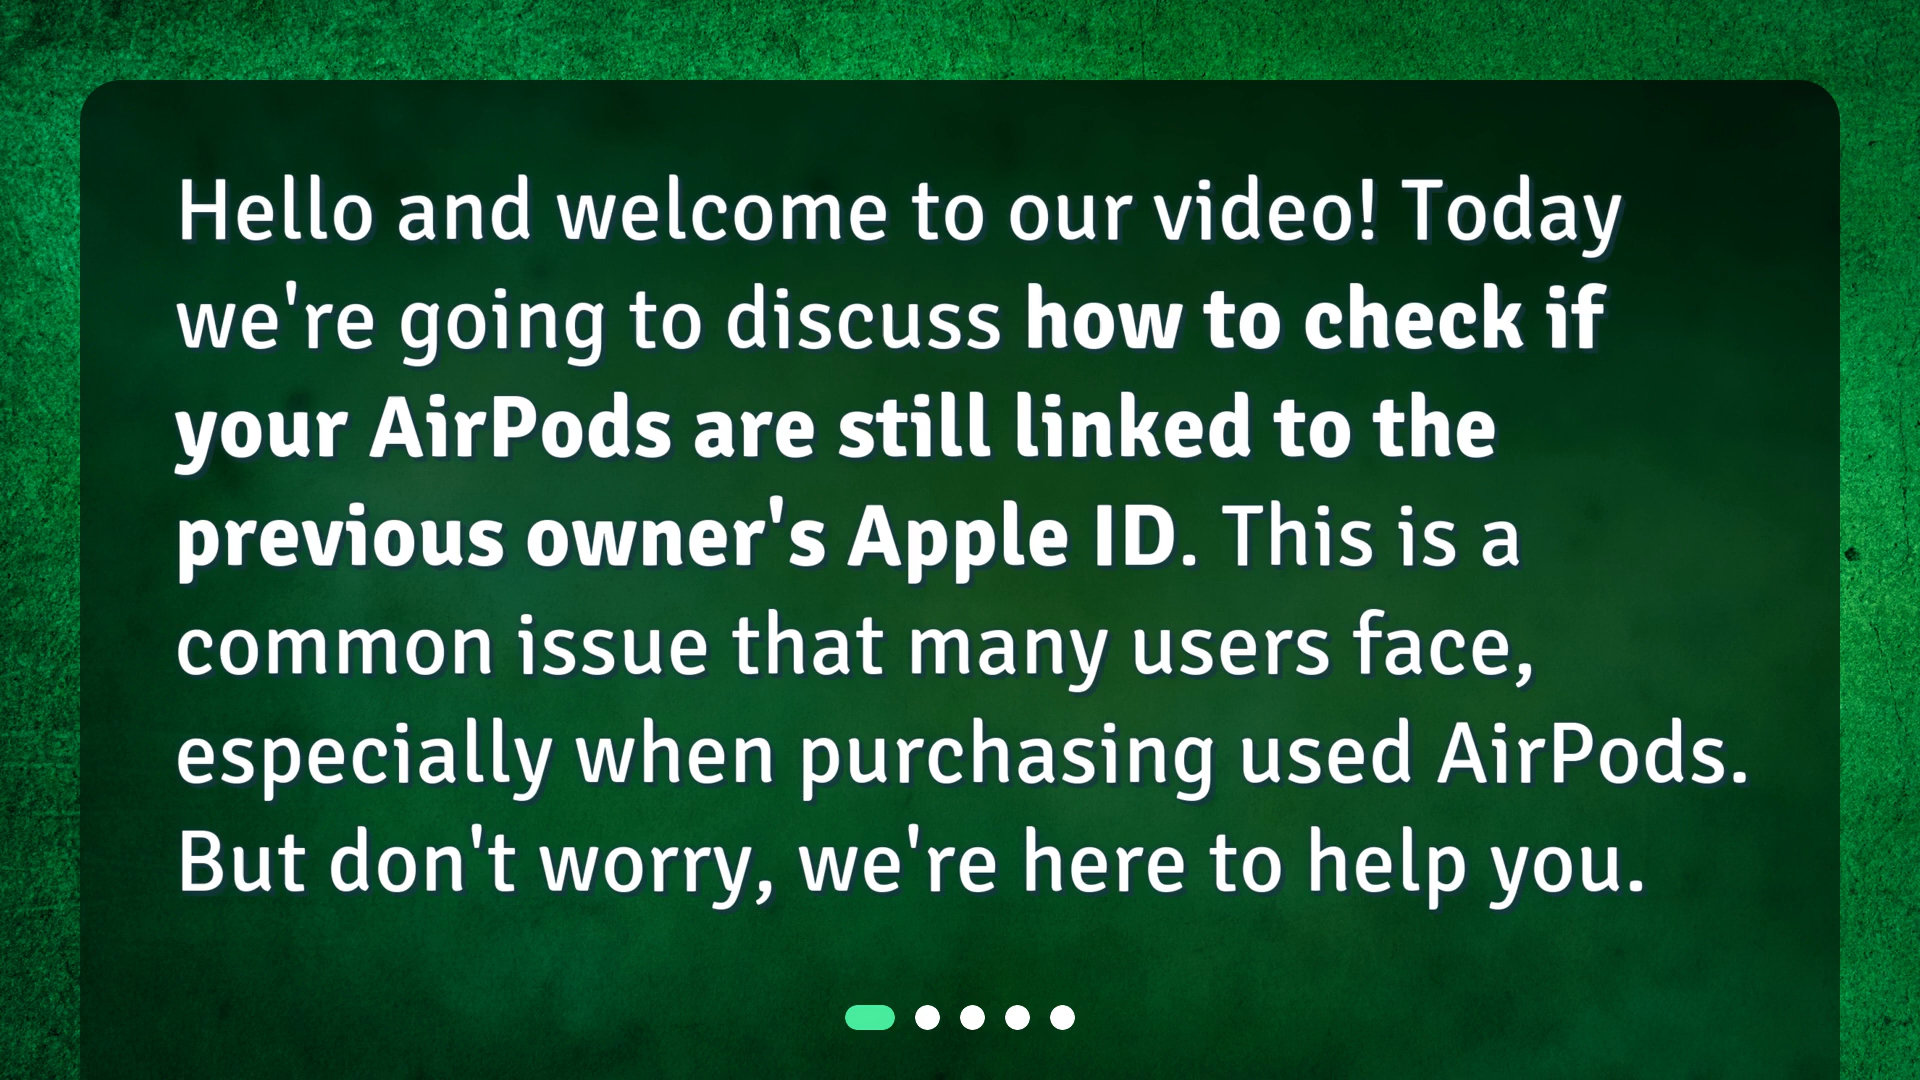 Hello and welcome to our video! Today
we're going to discuss how to check if
your AirPods are still linked to the
previous owner's Apple ID. This is a
common issue that many users face,
especially when purchasing used AirPods.
But don't worry, we're here to help you.